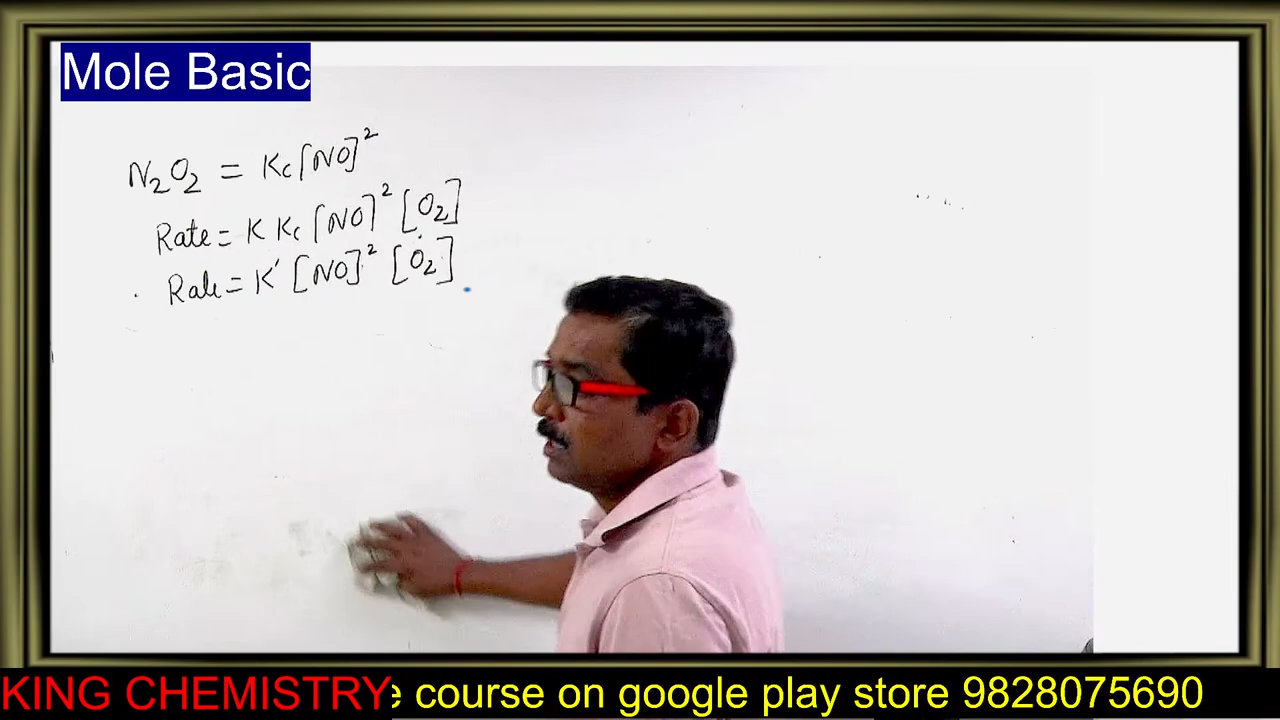 Mole Basic
N₂O₂ = Kc[NO]²
Rate = K Kc [NO]² [O₂]
Rate = K' [NO]² [O₂]
KING CHEMISTRY e course on google play store 9828075690